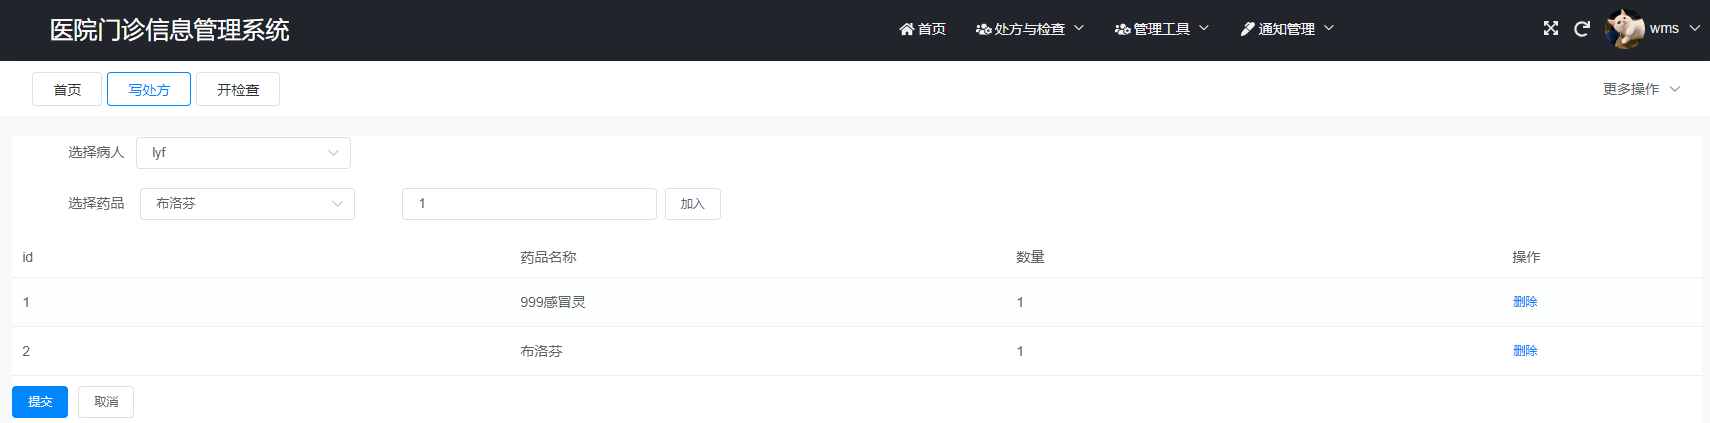 医院门诊信息管理系统 首页 处方与检查 管理工具 通知管理 wms
首页 写处方 开检查 更多操作
选择病人 lyf
选择药品 布洛芬 1 加入
id 药品名称 数量 操作
1 999感冒灵 1 删除
2 布洛芬 1 删除
提交 取消